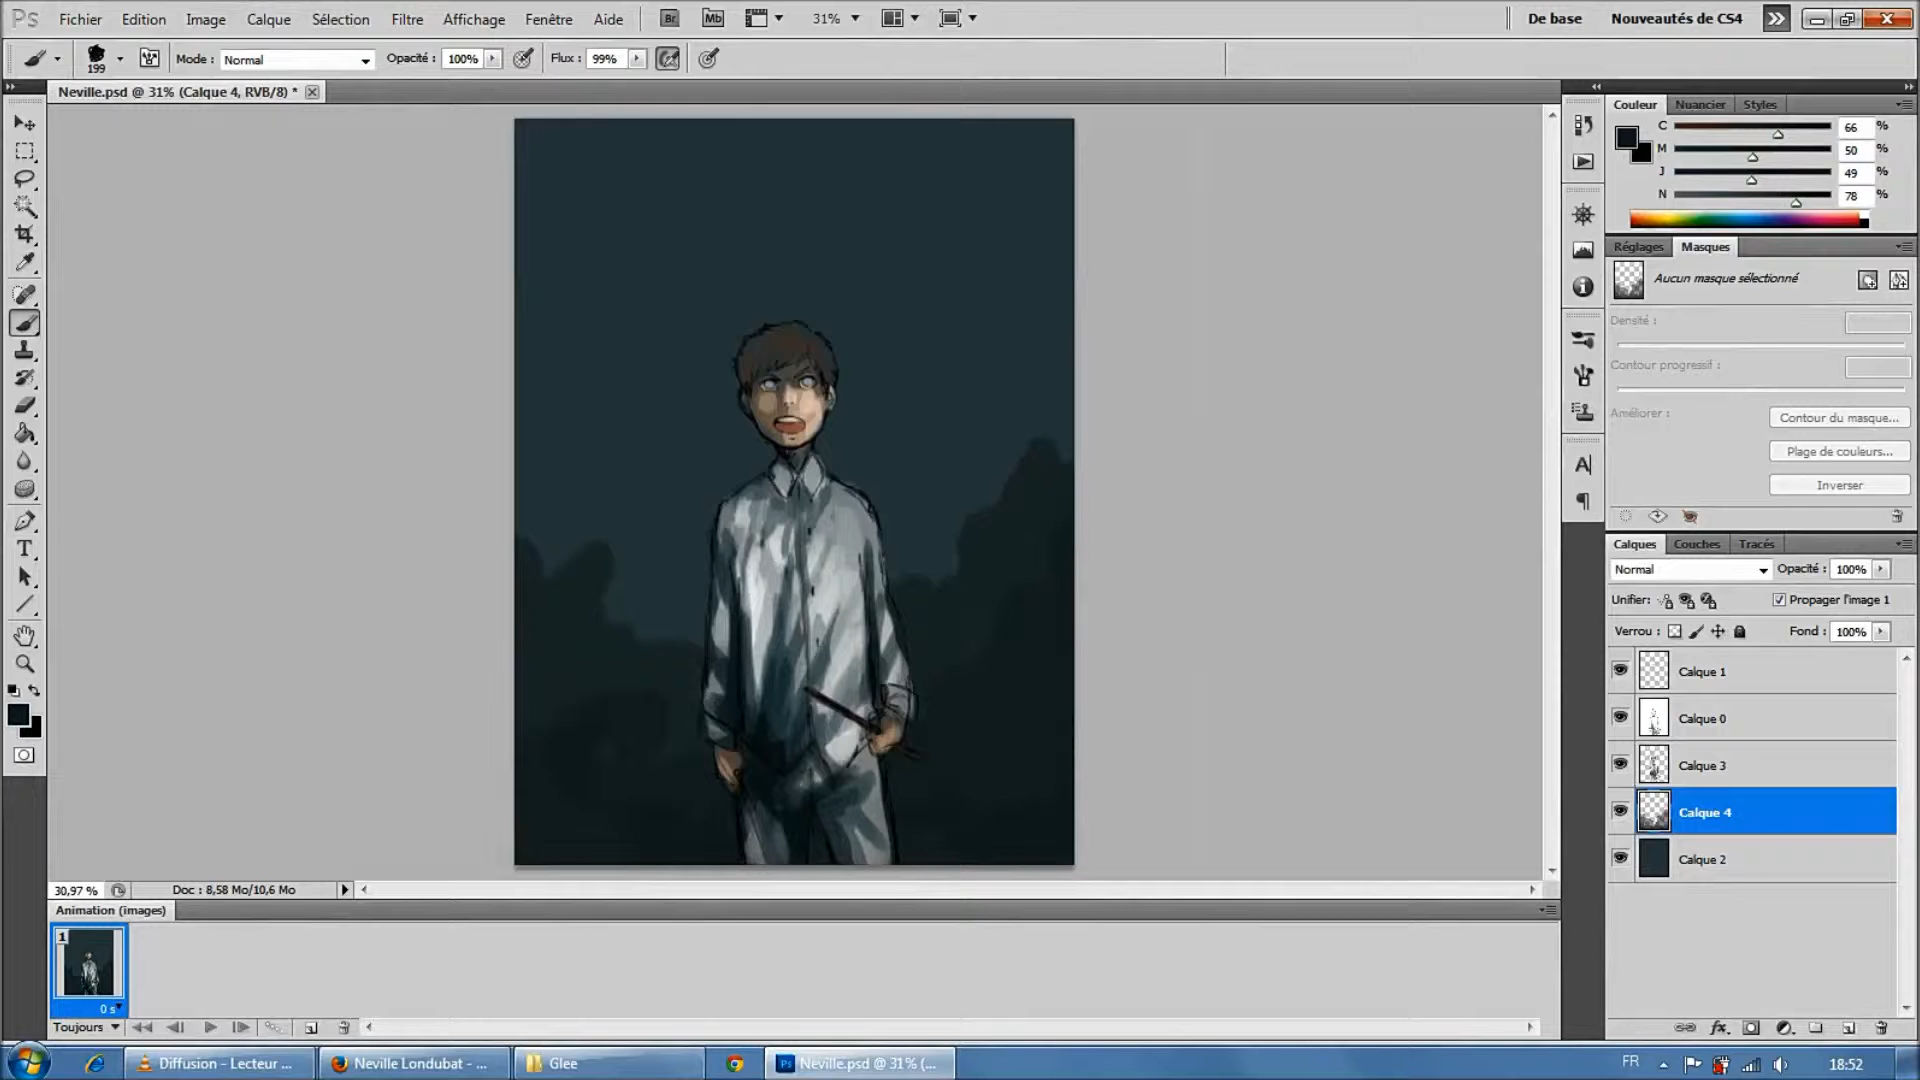 Ps Fichier Edition Image Calque Sélection Filtre Affichage Fenêtre Aide Br Mb 31% De base Nouveautés de CS4
199 Mode : Normal Opacité : 100% Flux : 99%
Neville.psd @ 31% (Calque 4, RVB/8) *
Couleur Nuancier Styles
C 66 %
M 50 %
J 49 %
N 78 %
Réglages Masques
Aucun masque sélectionné
Densité :
Contour progressif :
Améliorer : Contour du masque...
Plage de couleurs...
Inverser
Calques Couches Tracés
Normal Opacité : 100%
Unifier: Propager l'image 1
Verrou : Fond : 100%
Calque 1
Calque 0
Calque 3
Calque 4
Calque 2
30,97 % Doc : 8,58 Mo/10,6 Mo
Animation (images)
1
0 s
Toujours
Diffusion - Lecteur ... Neville Londubat - ... Glee Ps Neville.psd @ 31% (... FR 18:52